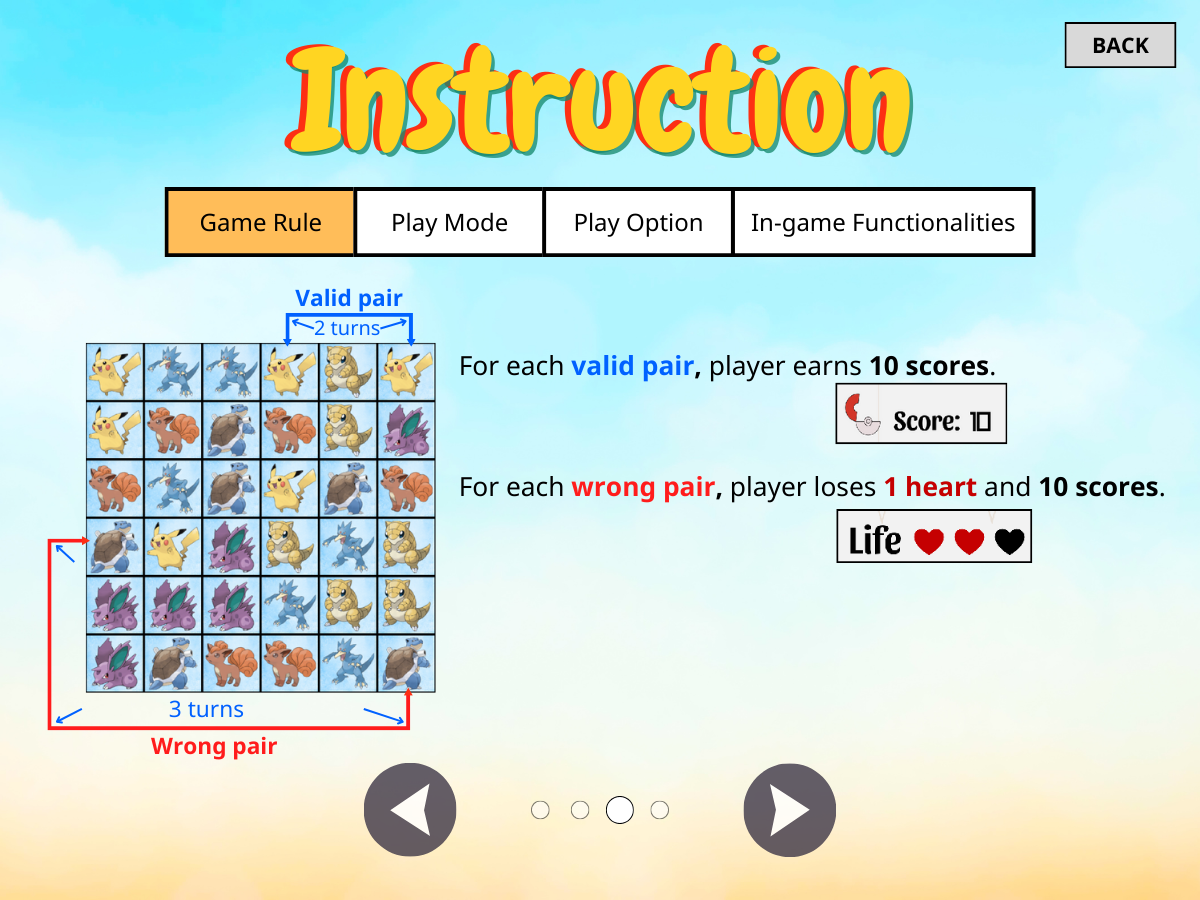 BACK
Instruction
Game Rule
Play Mode
Play Option
In-game Functionalities
Valid pair
2 turns
For each valid pair, player earns 10 scores.
Score: 10
For each wrong pair, player loses 1 heart and 10 scores.
Life
3 turns
Wrong pair